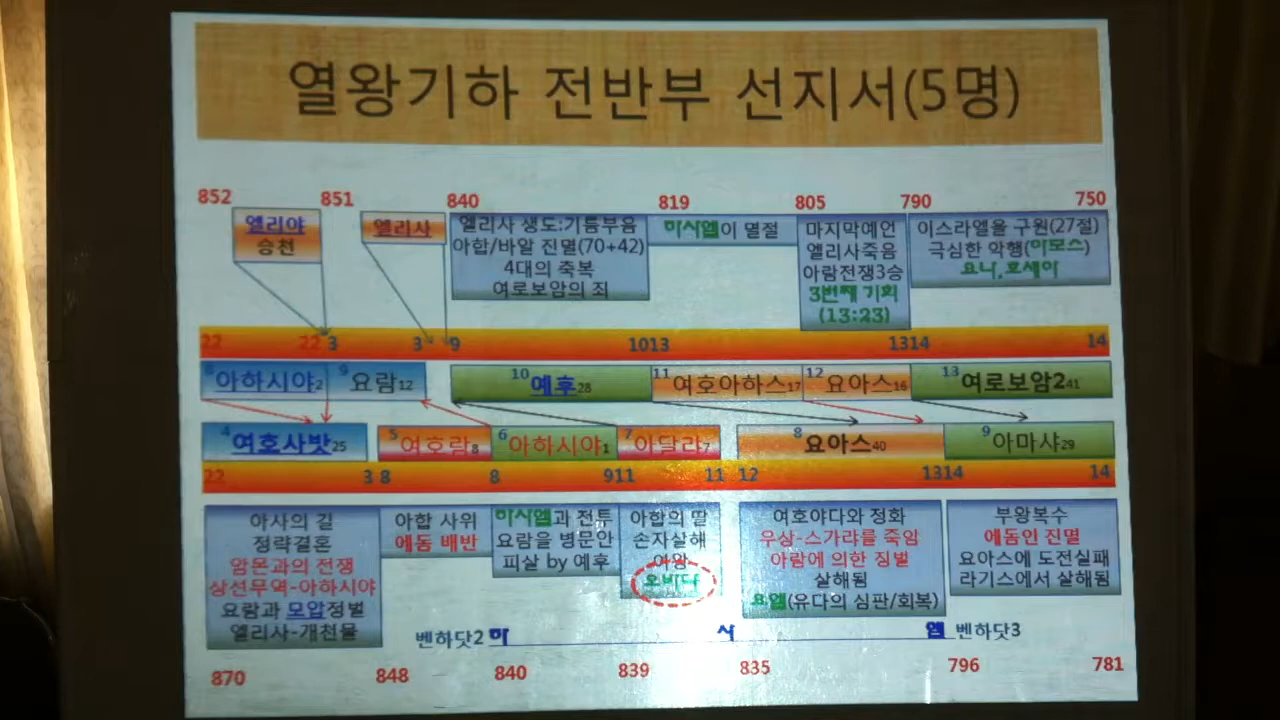 열왕기하 전반부 선지서(5명)
852 851 840 819 805 790 750
엘리야
승천
엘리사
엘리사 생도:기름부음
아합/바알 진멸(70+42)
4대의 축복
여로보암의 죄
하사엘이 멸절
마지막예언
엘리사죽음
아람전쟁3승
3번째 기회
(13:23)
이스라엘을 구원(27절)
극심한 악행(아모스)
요나,호세아
22 22 3 3 9 1013 1314 14
8 아하시야2 9 요람12 10 예후28 11 여호아하스17 12 요아스16 13 여로보암2 41
4 여호사밧25 5 여호람8 6 아하시야1 7 아달랴7 8 요아스40 9 아마샤29
22 3 8 8 911 11 12 1314 14
아사의 길
정략결혼
암몬과의 전쟁
상선무역-아하시야
요람과 모압정벌
엘리사-개천물
아합 사위
에돔 배반
하사엘과 전투
요람을 병문안
피살 by 예후
아합의 딸
손자살해
여왕
오바댜
여호야다와 정화
우상-스가랴를 죽임
아람에 의한 징벌
살해됨
요엘(유다의 심판/회복)
부왕복수
에돔인 진멸
요아스에 도전실패
라기스에서 살해됨
벤하닷2 하 사 엘 벤하닷3
870 848 840 839 835 796 781